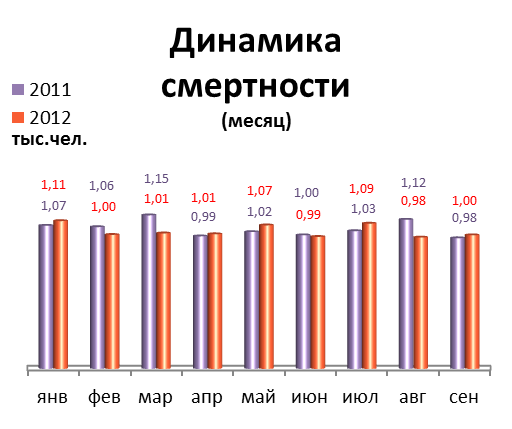 Динамика
смертности
(месяц)
2011
2012
тыс.чел.
1,11 1,06 1,15 1,01 1,07 1,00 1,09 1,12 1,00
1,07 1,00 1,01 0,99 1,02 0,99 1,03 0,98 0,98
янв фев мар апр май июн июл авг сен